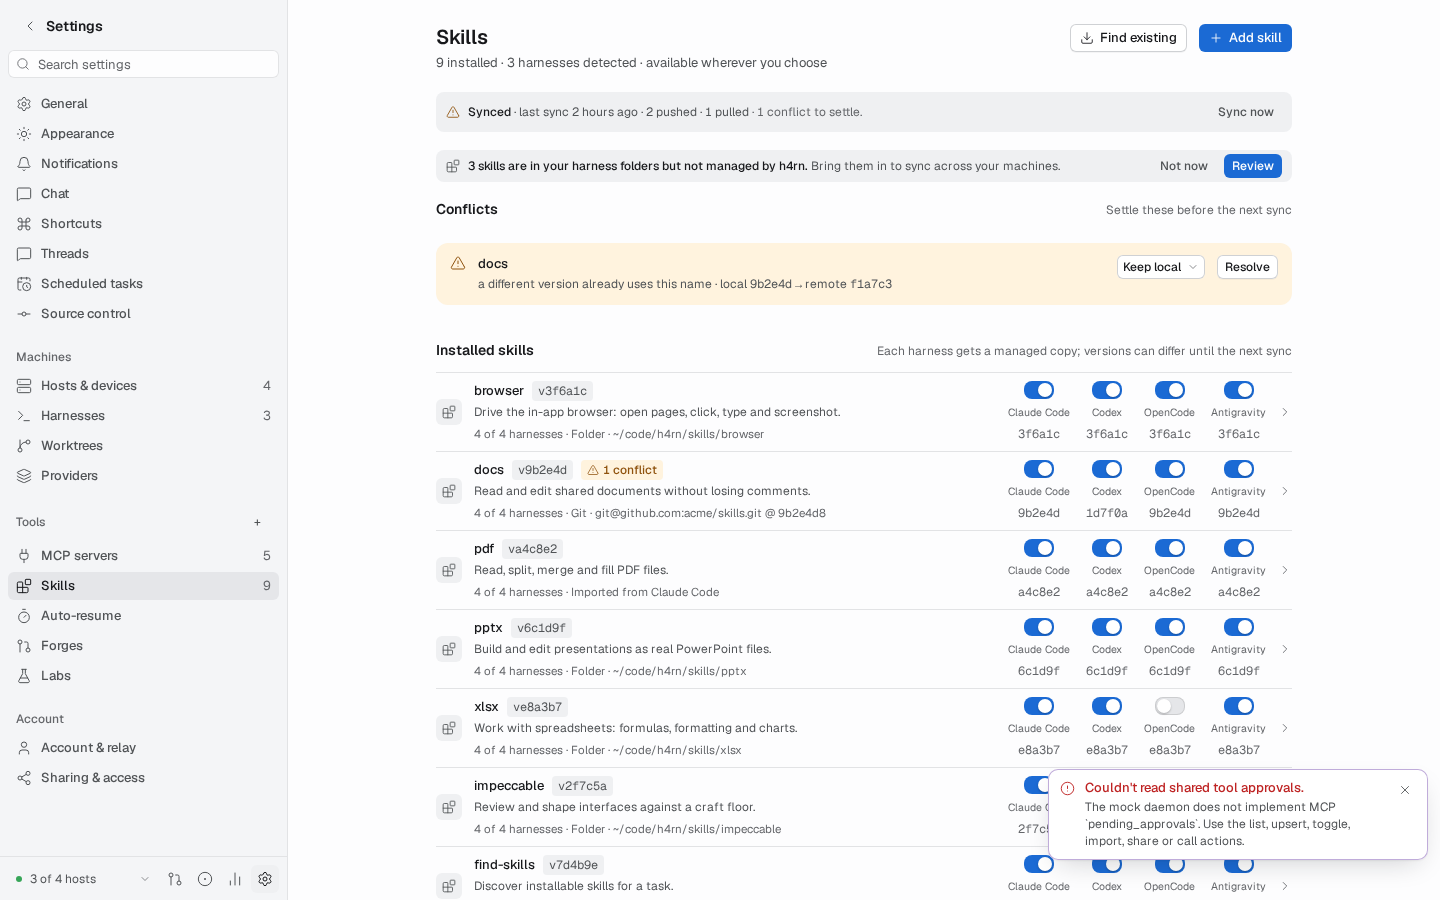 Settings
Search settings
General
Appearance
Notifications
Chat
Shortcuts
Threads
Scheduled tasks
Source control
Machines
Hosts & devices 4
Harnesses 3
Worktrees
Providers
Tools +
MCP servers 5
Skills 9
Auto-resume
Forges
Labs
Account
Account & relay
Sharing & access
3 of 4 hosts
Skills
Find existing
Add skill
9 installed · 3 harnesses detected · available wherever you choose
Synced · last sync 2 hours ago · 2 pushed · 1 pulled · 1 conflict to settle.
Sync now
3 skills are in your harness folders but not managed by h4rn. Bring them in to sync across your machines.
Not now
Review
Conflicts
Settle these before the next sync
docs
a different version already uses this name · local 9b2e4d→remote f1a7c3
Keep local
Resolve
Installed skills
Each harness gets a managed copy; versions can differ until the next sync
browser v3f6a1c
Drive the in-app browser: open pages, click, type and screenshot.
4 of 4 harnesses · Folder · ~/code/h4rn/skills/browser
Claude Code Codex OpenCode Antigravity
3f6a1c 3f6a1c 3f6a1c 3f6a1c
docs v9b2e4d 1 conflict
Read and edit shared documents without losing comments.
4 of 4 harnesses · Git · git@github.com:acme/skills.git @ 9b2e4d8
Claude Code Codex OpenCode Antigravity
9b2e4d 1d7f0a 9b2e4d 9b2e4d
pdf va4c8e2
Read, split, merge and fill PDF files.
4 of 4 harnesses · Imported from Claude Code
Claude Code Codex OpenCode Antigravity
a4c8e2 a4c8e2 a4c8e2 a4c8e2
pptx v6c1d9f
Build and edit presentations as real PowerPoint files.
4 of 4 harnesses · Folder · ~/code/h4rn/skills/pptx
Claude Code Codex OpenCode Antigravity
6c1d9f 6c1d9f 6c1d9f 6c1d9f
xlsx ve8a3b7
Work with spreadsheets: formulas, formatting and charts.
4 of 4 harnesses · Folder · ~/code/h4rn/skills/xlsx
Claude Code Codex OpenCode Antigravity
e8a3b7 e8a3b7 e8a3b7 e8a3b7
impeccable v2f7c5a
Review and shape interfaces against a craft floor.
4 of 4 harnesses · Folder · ~/code/h4rn/skills/impeccable
Claude
Couldn't read shared tool approvals.
The mock daemon does not implement MCP
`pending_approvals`. Use the list, upsert, toggle,
import, share or call actions.
find-skills v7d4b9e
Discover installable skills for a task.
Claude Code Codex OpenCode Antigravity